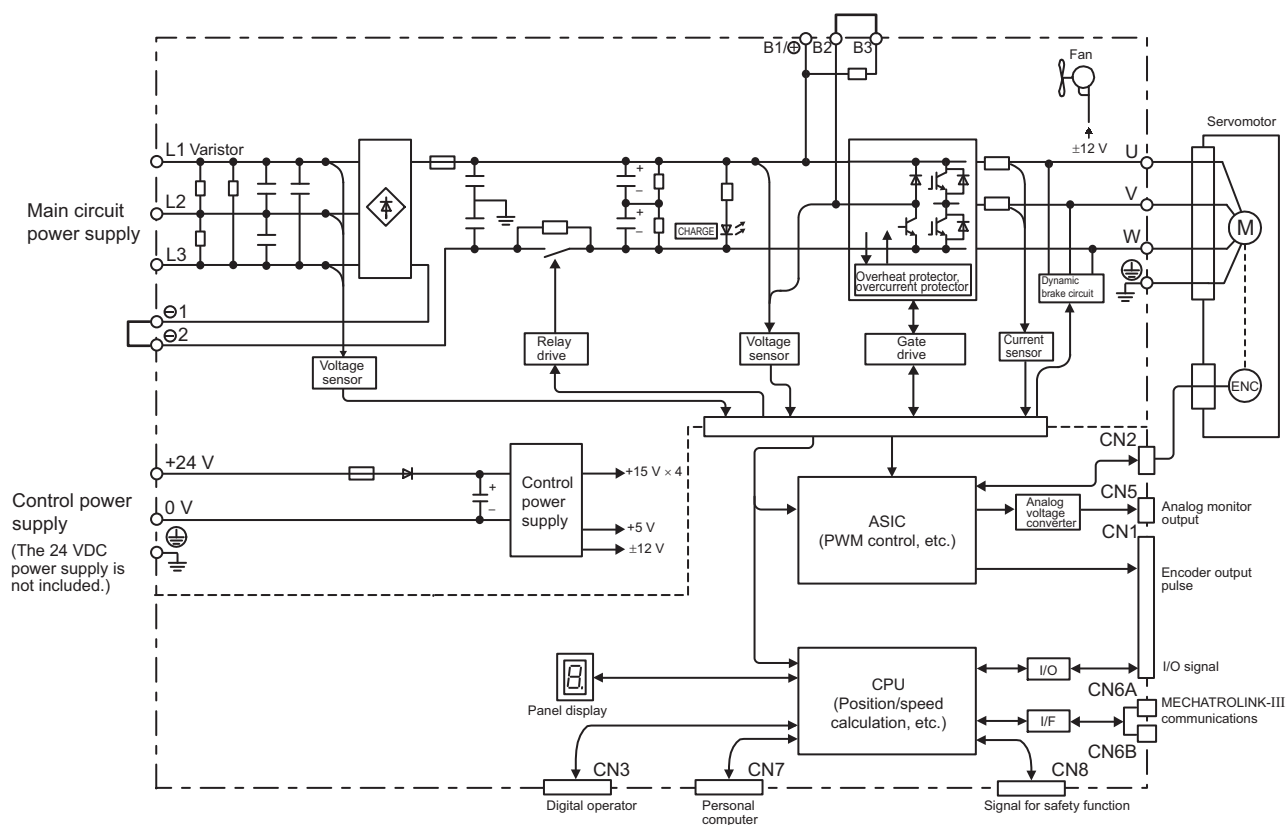 B1/⊕ B2 B3
Fan
±12 V
Servomotor
L1 Varistor
L2
L3
Main circuit
power supply
⊖1
⊖2
+
–
+
–
CHARGE
Overheat protector,
overcurrent protector
U
V
W
M
Dynamic
brake circuit
Voltage
sensor
Relay
drive
Voltage
sensor
Gate
drive
Current
sensor
ENC
+24 V
0 V
Control power
supply
(The 24 VDC
power supply is
not included.)
+
–
Control
power
supply
+15 V × 4
+5 V
±12 V
ASIC
(PWM control, etc.)
Analog
voltage
converter
CN2
CN5
Analog monitor
output
CN1
Encoder output
pulse
I/O signal
CPU
(Position/speed
calculation, etc.)
I/O
I/F
CN6A
MECHATROLINK-III
communications
CN6B
8.
Panel display
CN3
Digital operator
CN7
Personal
computer
CN8
Signal for safety function